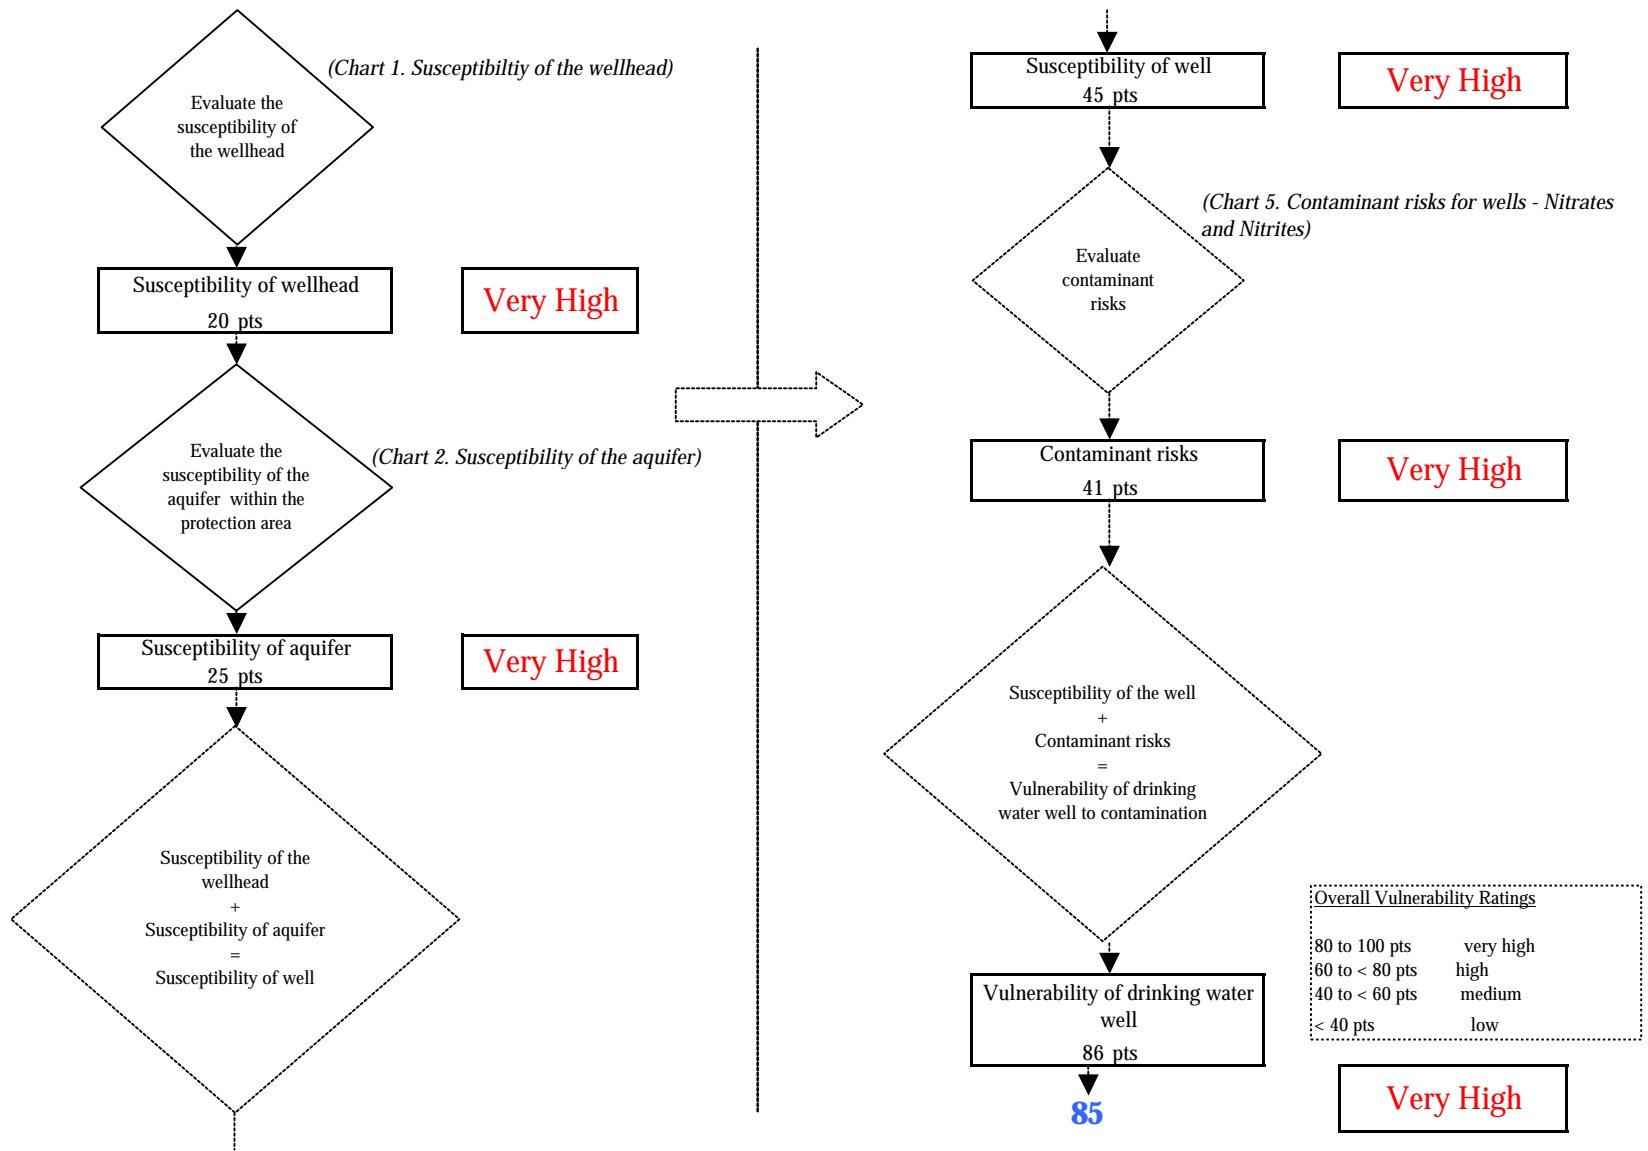 (Chart 1. Susceptibiltiy of the wellhead)
Evaluate the
susceptibility of
the wellhead
Susceptibility of wellhead
20 pts
Very High
Evaluate the
susceptibility of the
aquifer within the
protection area
(Chart 2. Susceptibility of the aquifer)
Susceptibility of aquifer
25 pts
Very High
Susceptibility of the
wellhead
+
Susceptibility of aquifer
=
Susceptibility of well
Susceptibility of well
45 pts
Very High
(Chart 5. Contaminant risks for wells - Nitrates
and Nitrites)
Evaluate
contaminant
risks
Contaminant risks
41 pts
Very High
Susceptibility of the well
+
Contaminant risks
=
Vulnerability of drinking
water well to contamination
Overall Vulnerability Ratings
80 to 100 pts very high
60 to < 80 pts high
40 to < 60 pts medium
< 40 pts low
Vulnerability of drinking water
well
86 pts
85
Very High